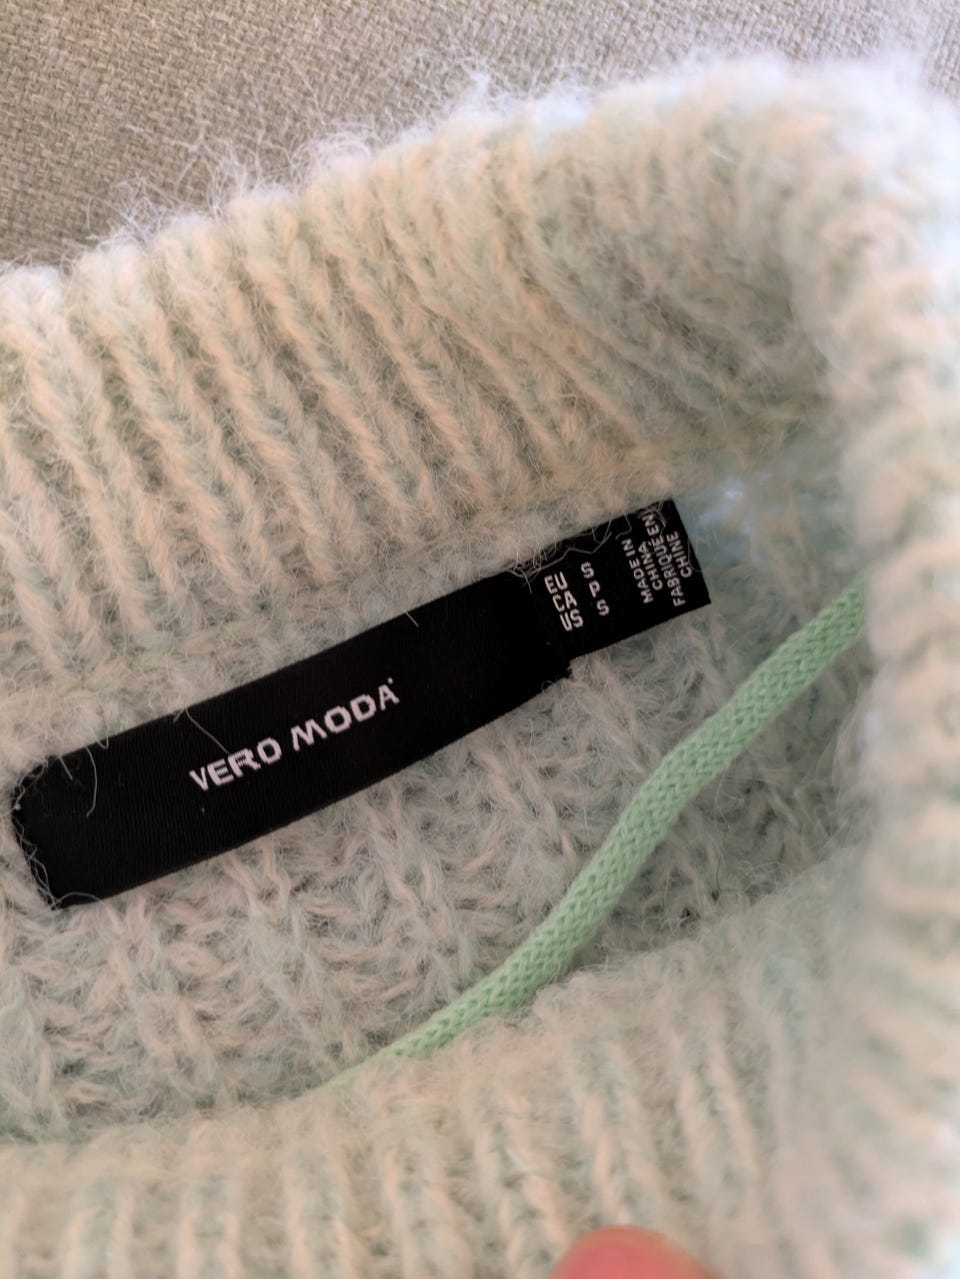 VERO MODA
EU S
CA P
US S
MADE IN
CHINA
FABRIQUÉ EN
CHINE